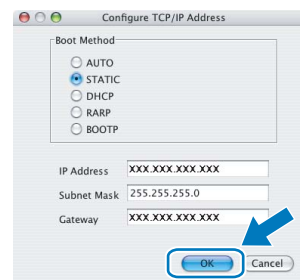 Configure TCP/IP Address
Boot Method
AUTO
STATIC
DHCP
RARP
BOOTP
IP Address XXX.XXX.XXX.XXX
Subnet Mask 255.255.255.0
Gateway XXX.XXX.XXX.XXX
OK Cancel